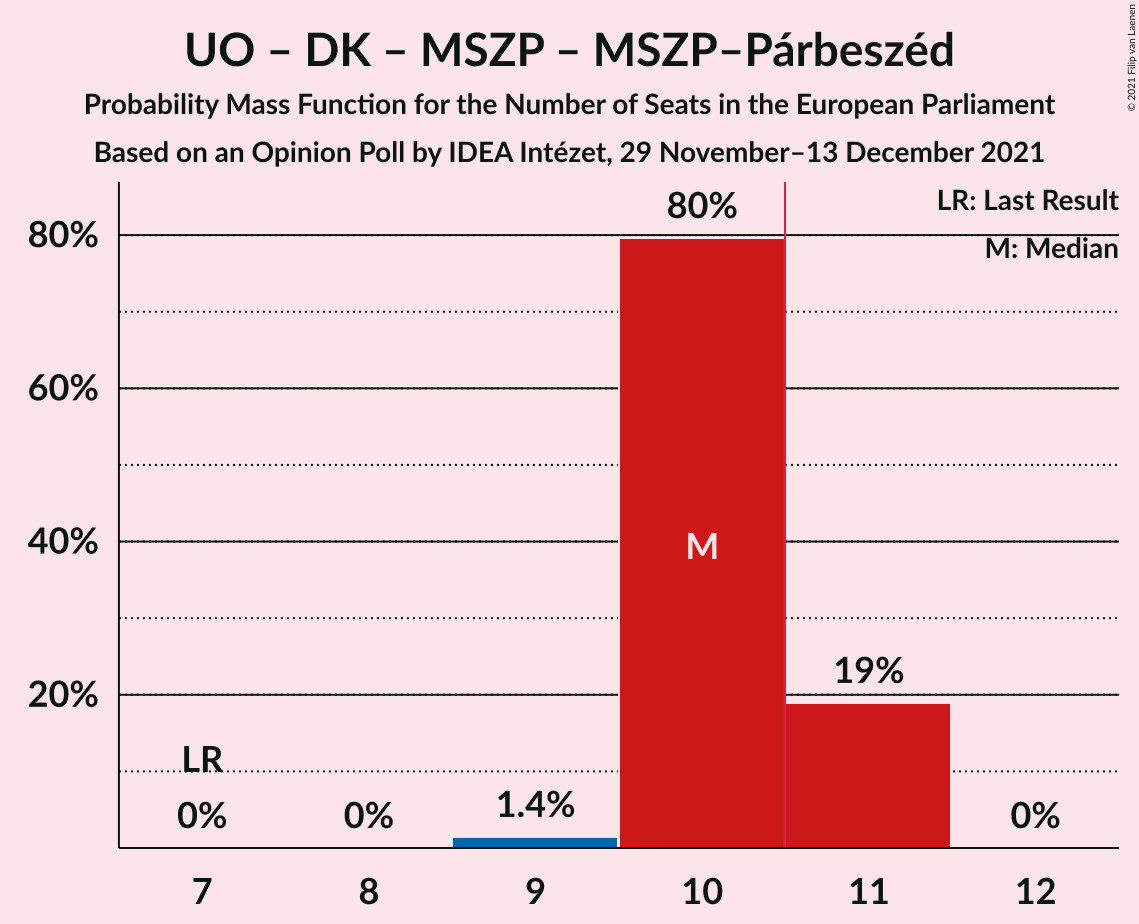 UO – DK – MSZP – MSZP–Párbeszéd
Probability Mass Function for the Number of Seats in the European Parliament
Based on an Opinion Poll by IDEA Intézet, 29 November–13 December 2021
© 2021 Filip van Laenen
LR: Last Result
M: Median
80%
60%
40%
20%
LR
0%
0%
1.4%
80%
M
19%
0%
7
8
9
10
11
12